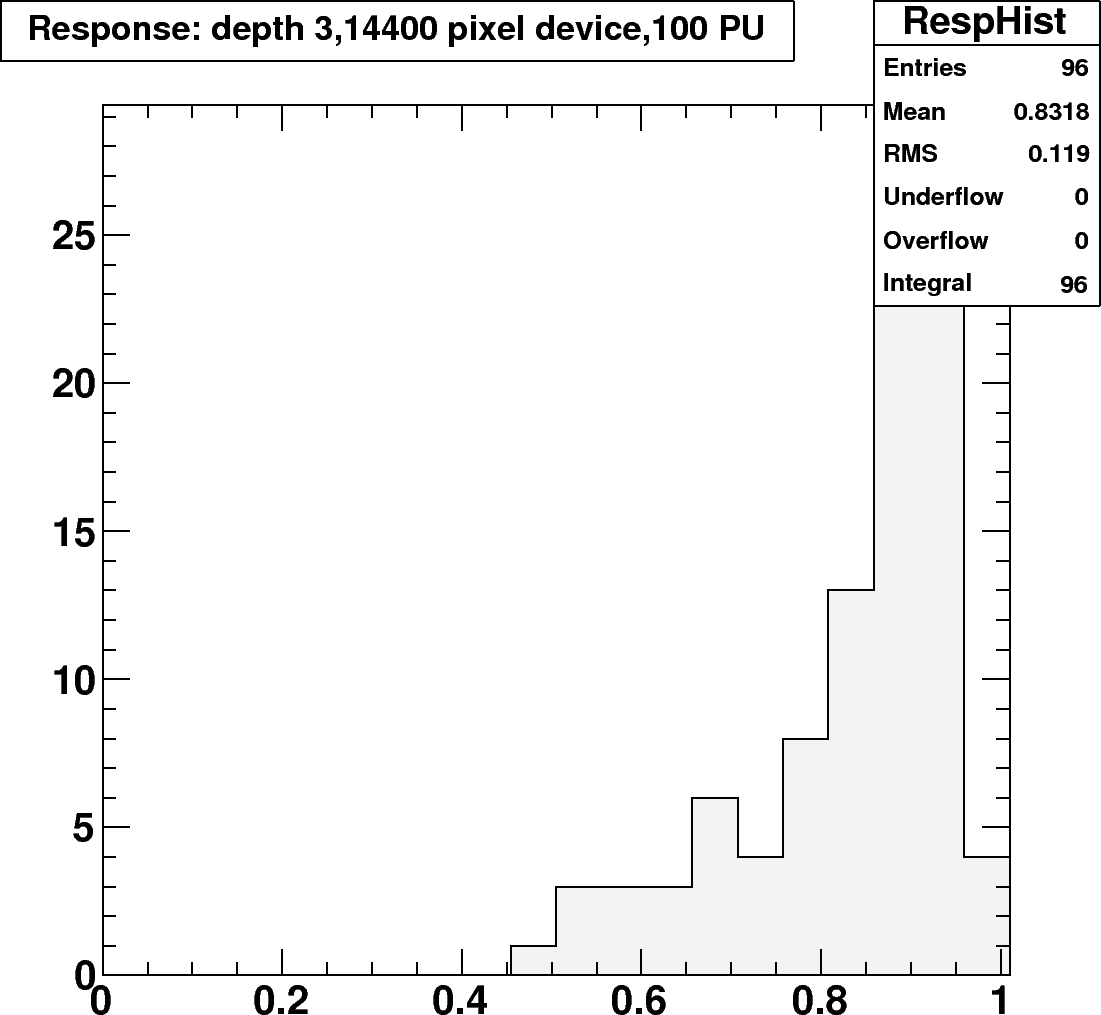 Response: depth 3,14400 pixel device,100 PU
RespHist
Entries 96
Mean 0.8318
RMS 0.119
Underflow 0
Overflow 0
Integral 96
25
20
15
10
5
0
0 0.2 0.4 0.6 0.8 1